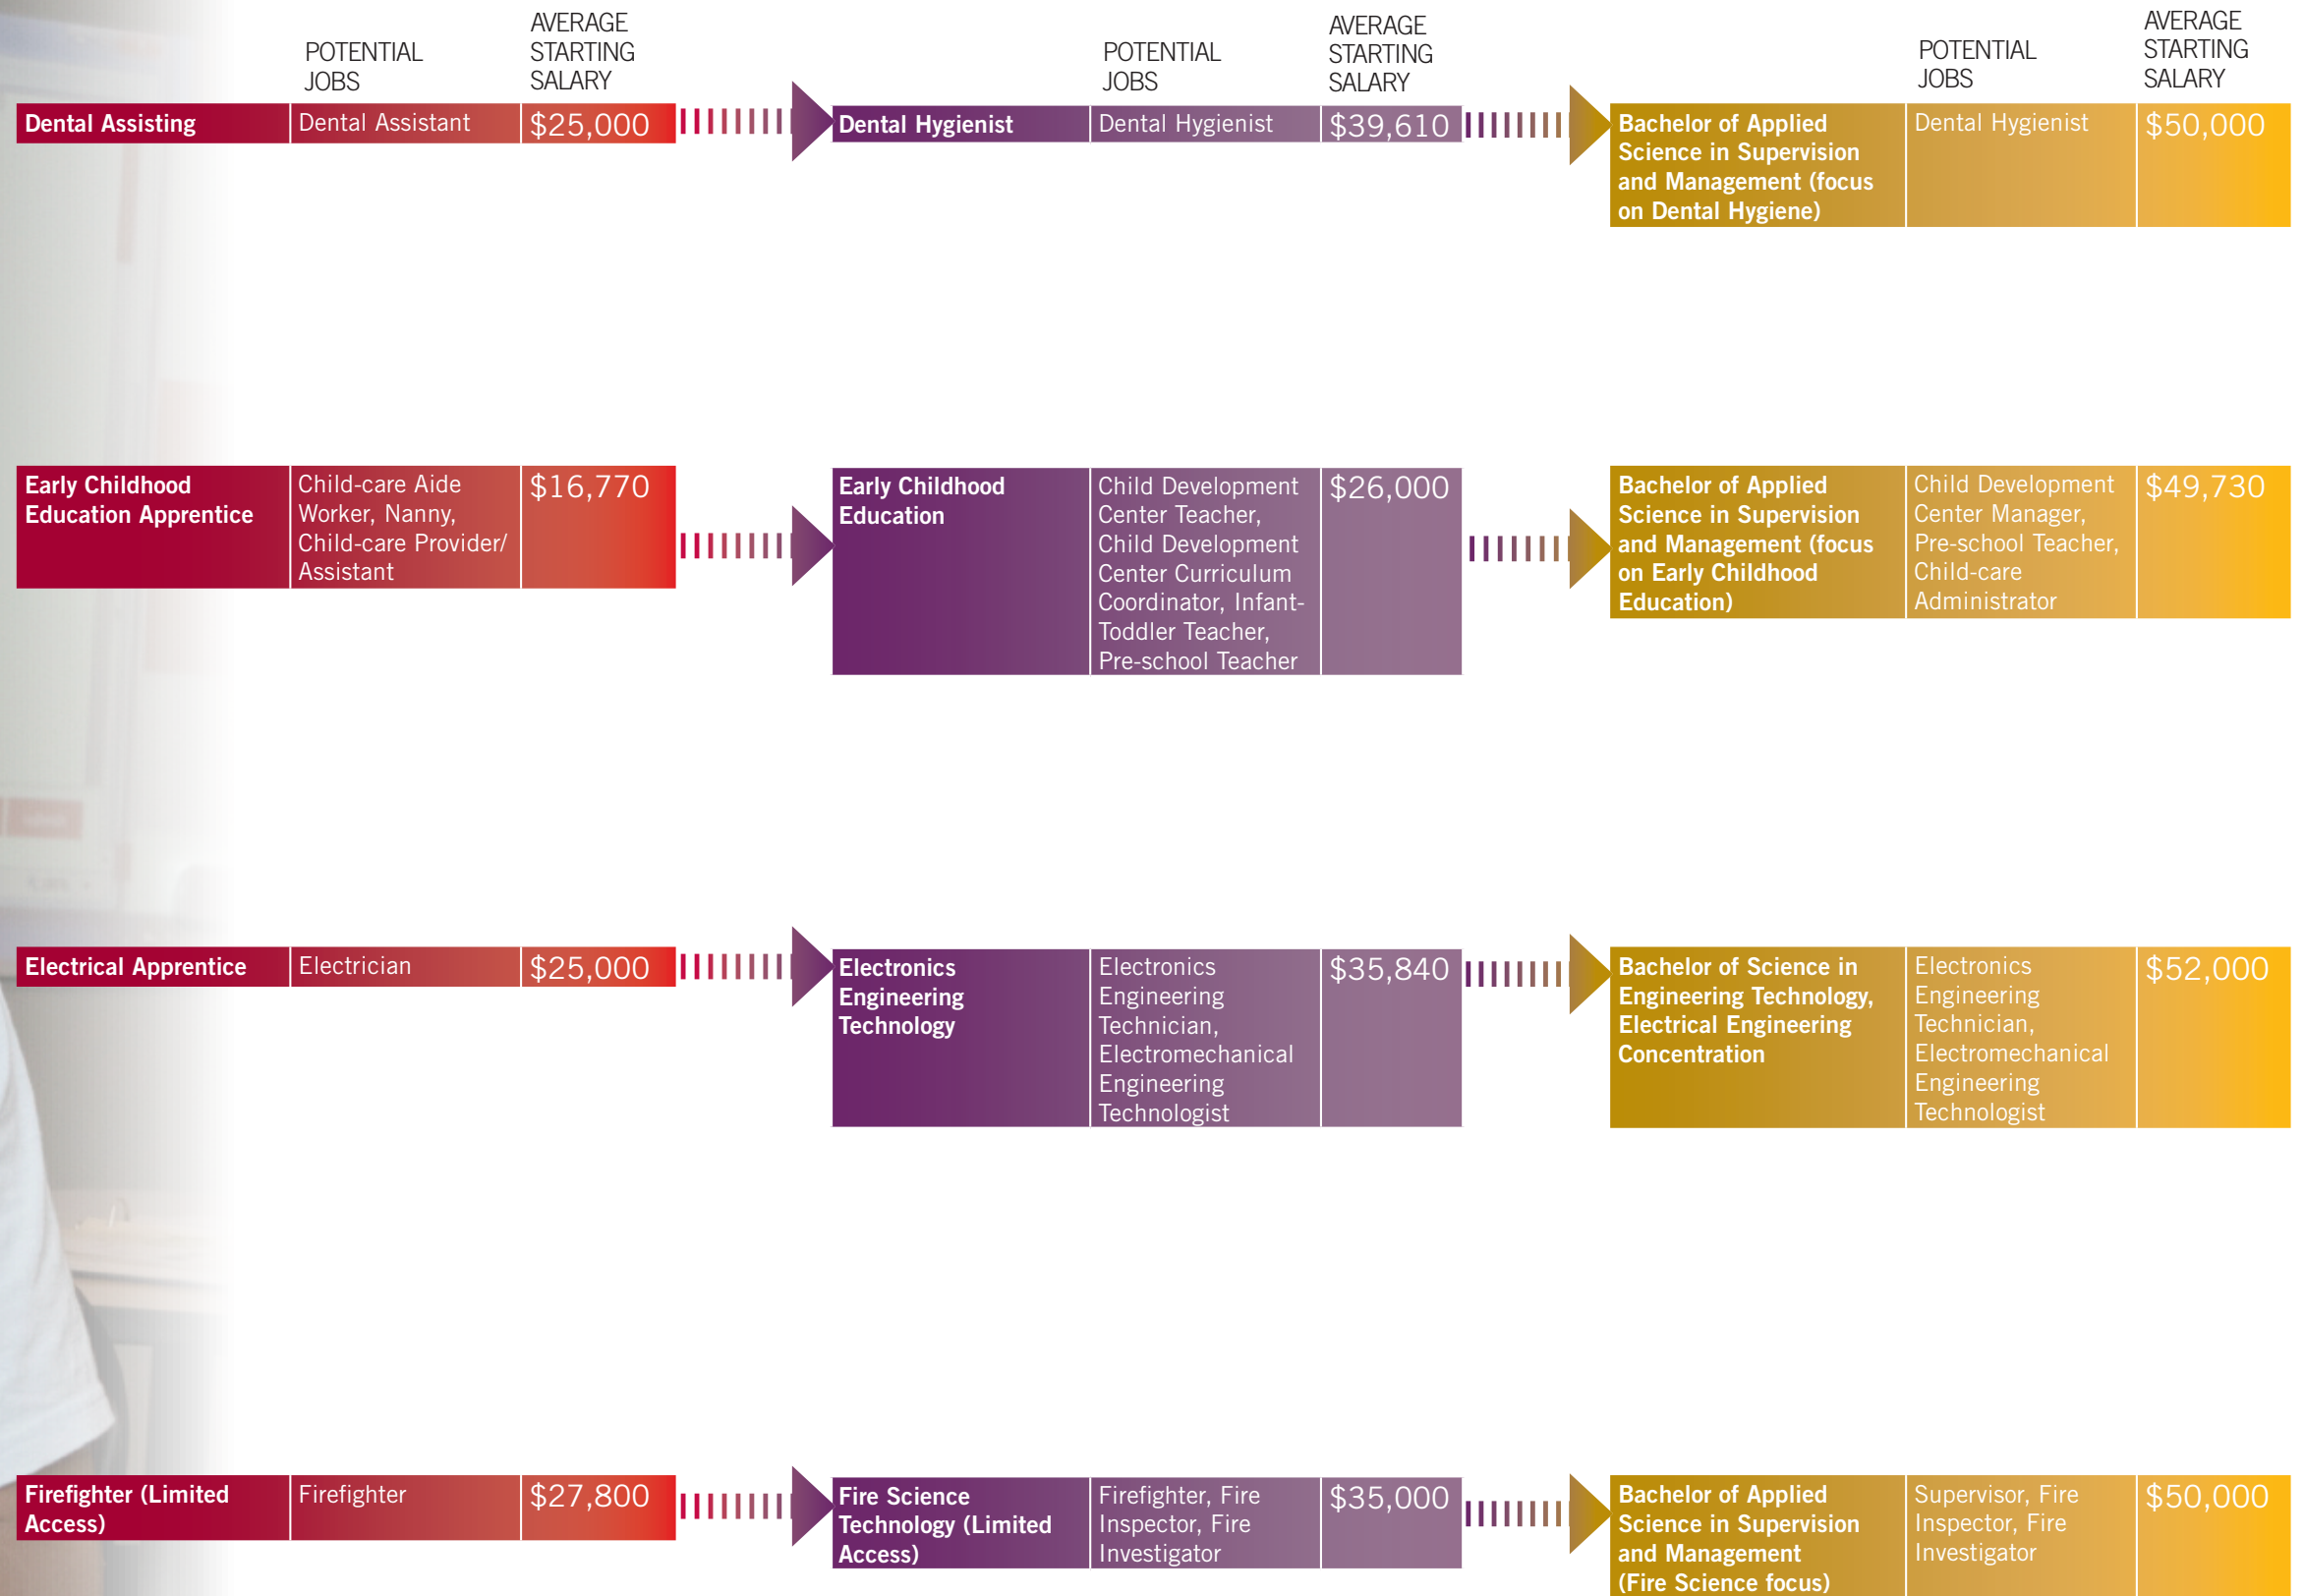 POTENTIAL
JOBS
AVERAGE
STARTING
SALARY
POTENTIAL
JOBS
AVERAGE
STARTING
SALARY
POTENTIAL
JOBS
AVERAGE
STARTING
SALARY
Dental Assisting
Dental Assistant
$25,000
Dental Hygienist
Dental Hygienist
$39,610
Bachelor of Applied
Science in Supervision
and Management (focus
on Dental Hygiene)
Dental Hygienist
$50,000
Early Childhood
Education Apprentice
Child-care Aide
Worker, Nanny,
Child-care Provider/
Assistant
$16,770
Early Childhood
Education
Child Development
Center Teacher,
Child Development
Center Curriculum
Coordinator, Infant-
Toddler Teacher,
Pre-school Teacher
$26,000
Bachelor of Applied
Science in Supervision
and Management (focus
on Early Childhood
Education)
Child Development
Center Manager,
Pre-school Teacher,
Child-care
Administrator
$49,730
Electrical Apprentice
Electrician
$25,000
Electronics
Engineering
Technology
Electronics
Engineering
Technician,
Electromechanical
Engineering
Technologist
$35,840
Bachelor of Science in
Engineering Technology,
Electrical Engineering
Concentration
Electronics
Engineering
Technician,
Electromechanical
Engineering
Technologist
$52,000
Firefighter (Limited
Access)
Firefighter
$27,800
Fire Science
Technology (Limited
Access)
Firefighter, Fire
Inspector, Fire
Investigator
$35,000
Bachelor of Applied
Science in Supervision
and Management
(Fire Science focus)
Supervisor, Fire
Inspector, Fire
Investigator
$50,000